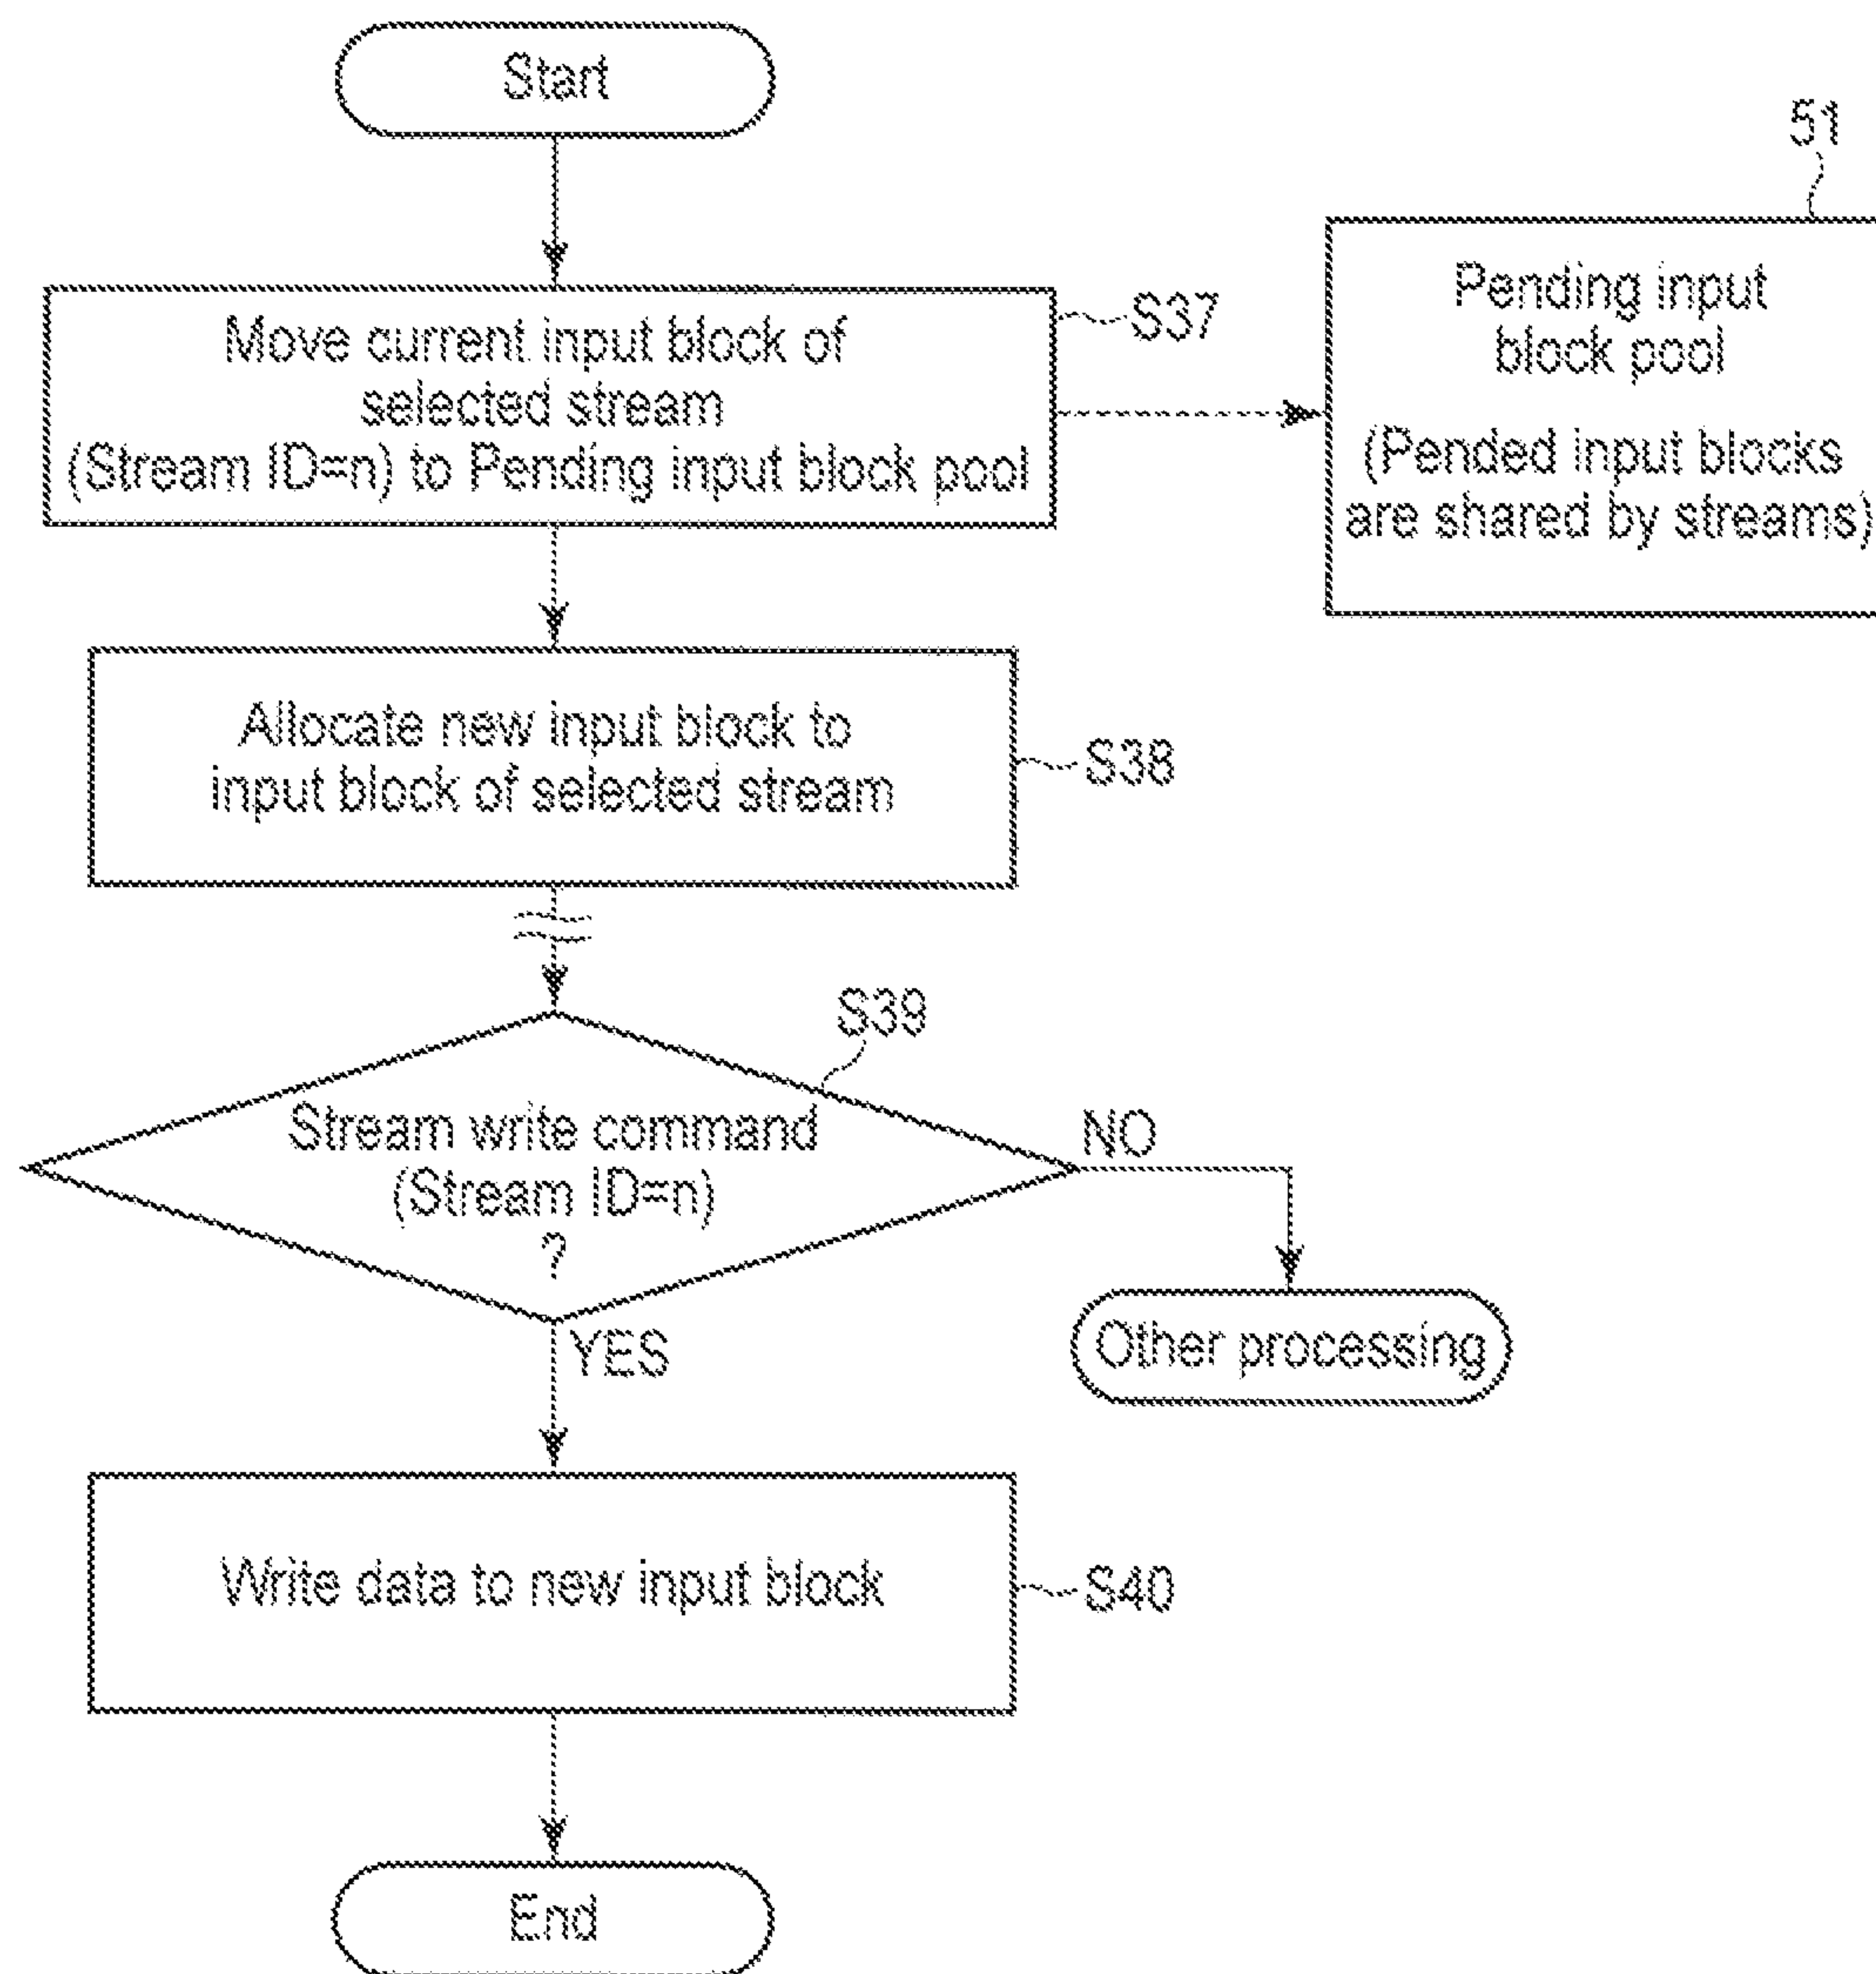 Start
51
Pending input
block pool
(Pended input blocks
are shared by streams)
Move current input block of
selected stream
(Stream ID=n) to Pending input block pool
S37
Allocate new input block to
input block of selected stream
S38
S39
Stream write command
(Stream ID=n)
?
NO
YES
Other processing
Write data to new input block
S40
End